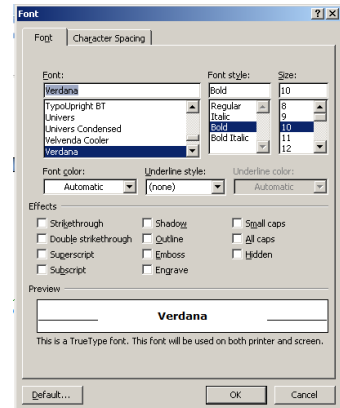 Font
Font Character Spacing
Font: Font style: Size:
Verdana Bold 10
TypoUpright BT Regular 8
Univers Italic 9
Univers Condensed Bold 10
Velvenda Cooler Bold Italic 11
Verdana 12
Font color: Underline style: Underline color:
Automatic (none) Automatic
Effects
Strikethrough Shadow Small caps
Double strikethrough Outline All caps
Superscript Emboss Hidden
Subscript Engrave
Preview
Verdana
This is a TrueType font. This font will be used on both printer and screen.
Default... OK Cancel